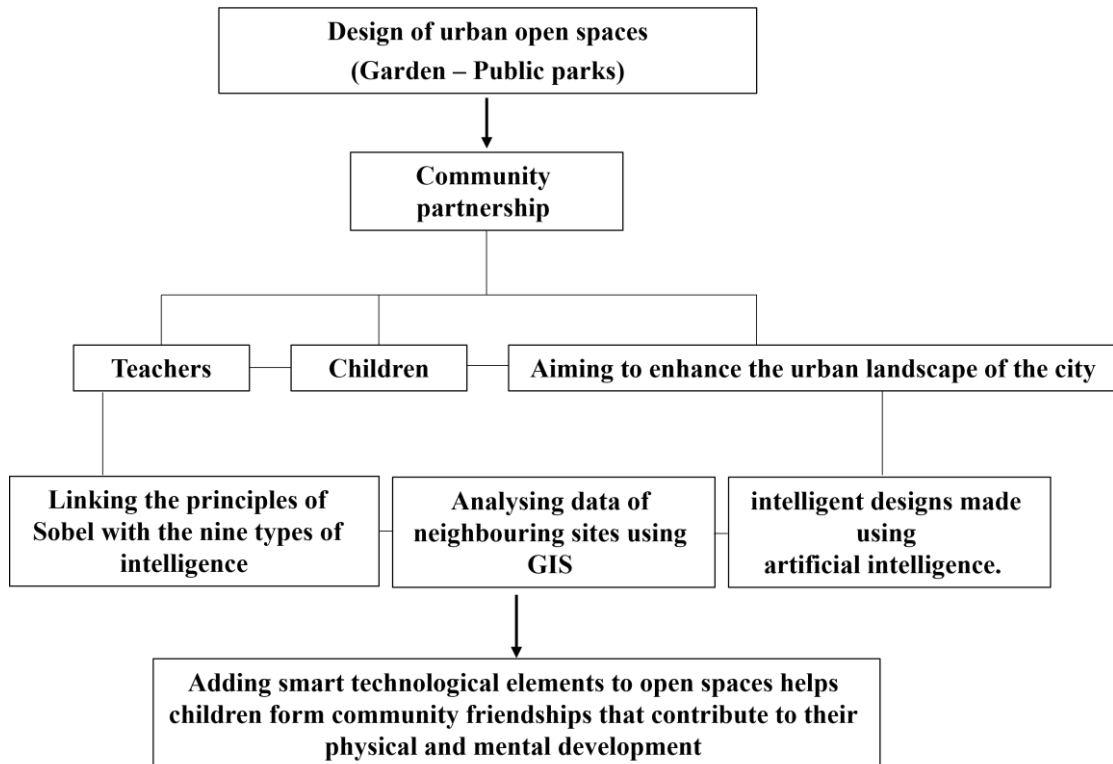 Design of urban open spaces
(Garden – Public parks)
Community
partnership
Teachers
Children
Aiming to enhance the urban landscape of the city
Linking the principles of
Sobel with the nine types of
intelligence
Analysing data of
neighbouring sites using
GIS
intelligent designs made
using
artificial intelligence.
Adding smart technological elements to open spaces helps
children form community friendships that contribute to their
physical and mental development